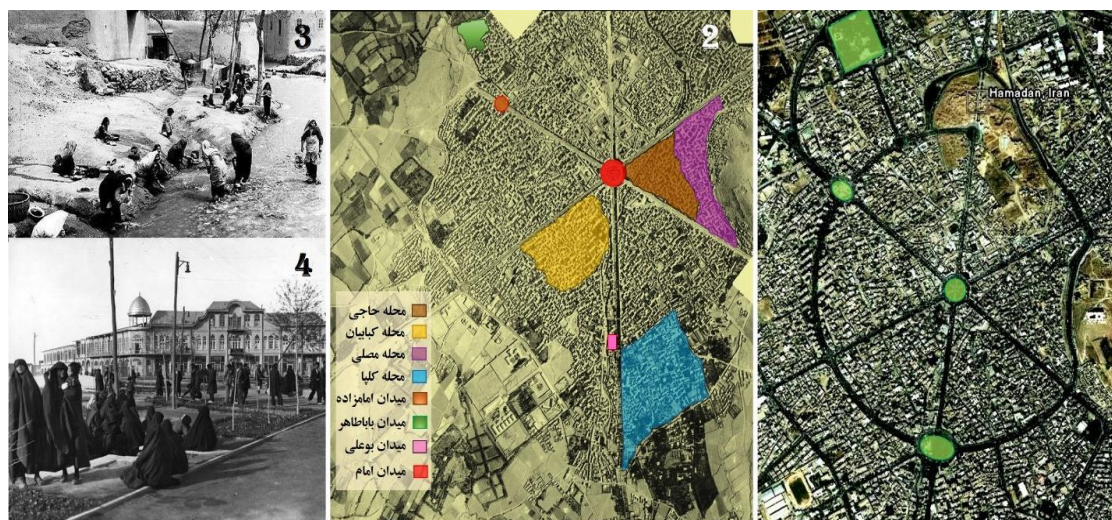 3
2
1
Hamadan, Iran
4
محله حاجی
محله کبابیان
محله مصلی
محله کلپا
میدان امامزاده
میدان باباطاهر
میدان بوعلی
میدان امام